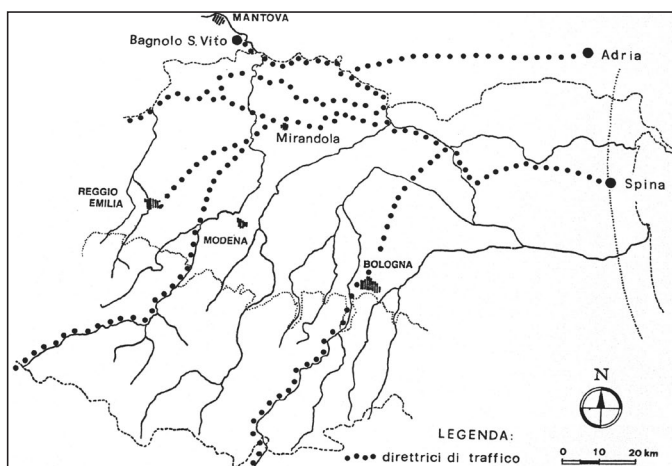 MANTOVA
Bagnolo S. Vito
Adria
Mirandola
REGGIO
EMILIA
Spina
MODENA
BOLOGNA
N
LEGENDA:
direttrici di traffico
0 10 20 km